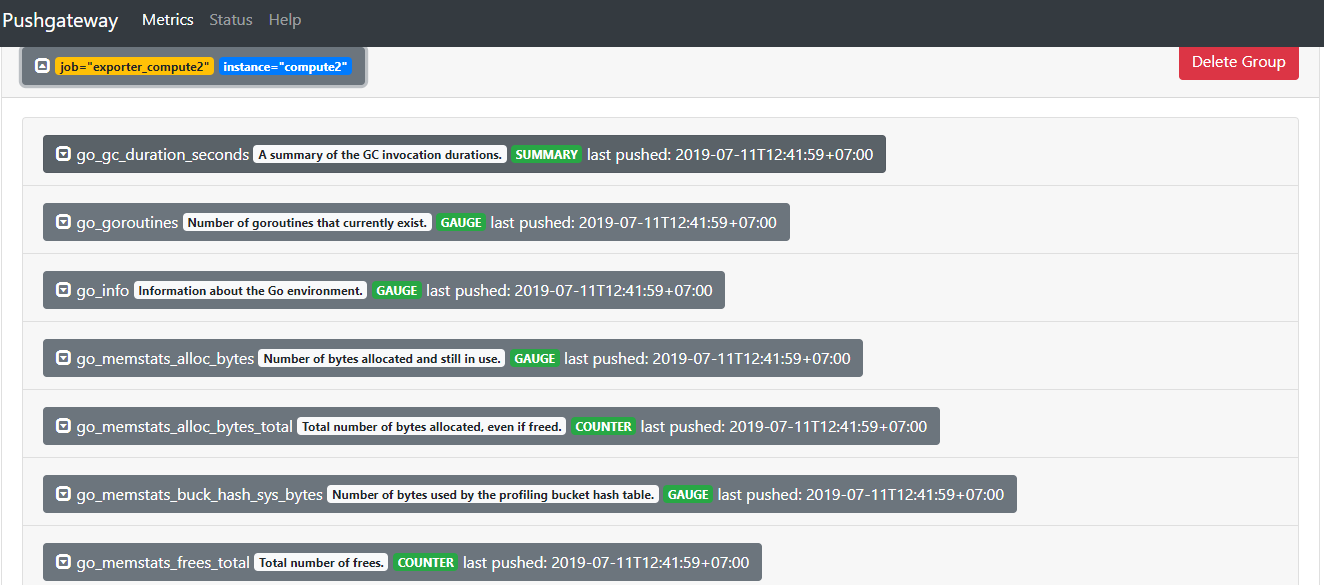 Pushgateway Metrics Status Help
job="exporter_compute2" instance="compute2" Delete Group
go_gc_duration_seconds A summary of the GC invocation durations. SUMMARY last pushed: 2019-07-11T12:41:59+07:00
go_goroutines Number of goroutines that currently exist. GAUGE last pushed: 2019-07-11T12:41:59+07:00
go_info Information about the Go environment. GAUGE last pushed: 2019-07-11T12:41:59+07:00
go_memstats_alloc_bytes Number of bytes allocated and still in use. GAUGE last pushed: 2019-07-11T12:41:59+07:00
go_memstats_alloc_bytes_total Total number of bytes allocated, even if freed. COUNTER last pushed: 2019-07-11T12:41:59+07:00
go_memstats_buck_hash_sys_bytes Number of bytes used by the profiling bucket hash table. GAUGE last pushed: 2019-07-11T12:41:59+07:00
go_memstats_frees_total Total number of frees. COUNTER last pushed: 2019-07-11T12:41:59+07:00